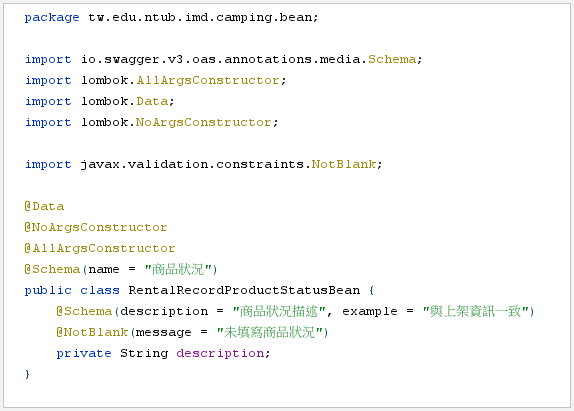 package tw.edu.ntub.imd.camping.bean;
import io.swagger.v3.oas.annotations.media.Schema;
import lombok.AllArgsConstructor;
import lombok.Data;
import lombok.NoArgsConstructor;
import javax.validation.constraints.NotBlank;
@Data
@NoArgsConstructor
@AllArgsConstructor
@Schema(name = "商品狀況")
public class RentalRecordProductStatusBean {
@Schema(description = "商品狀況描述", example = "與上架資訊一致")
@NotBlank(message = "未填寫商品狀況")
private String description;
}